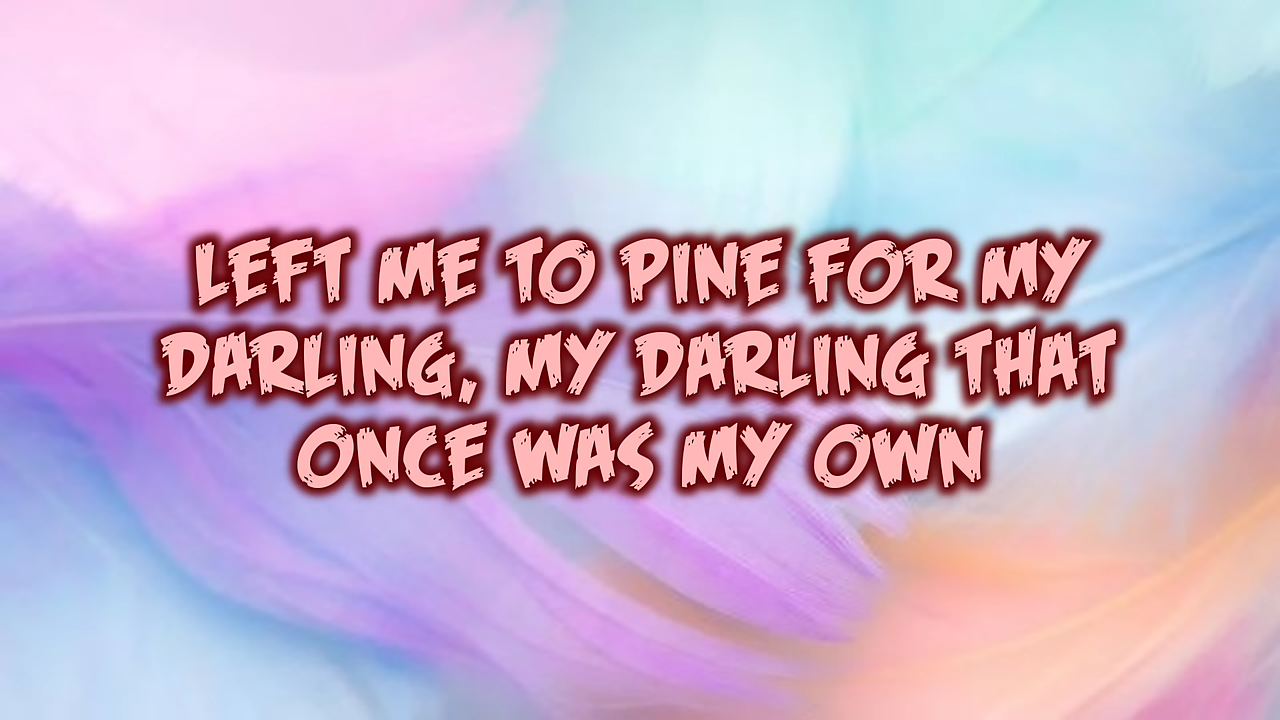 LEFT ME TO PINE FOR MY
DARLING, MY DARLING THAT
ONCE WAS MY OWN